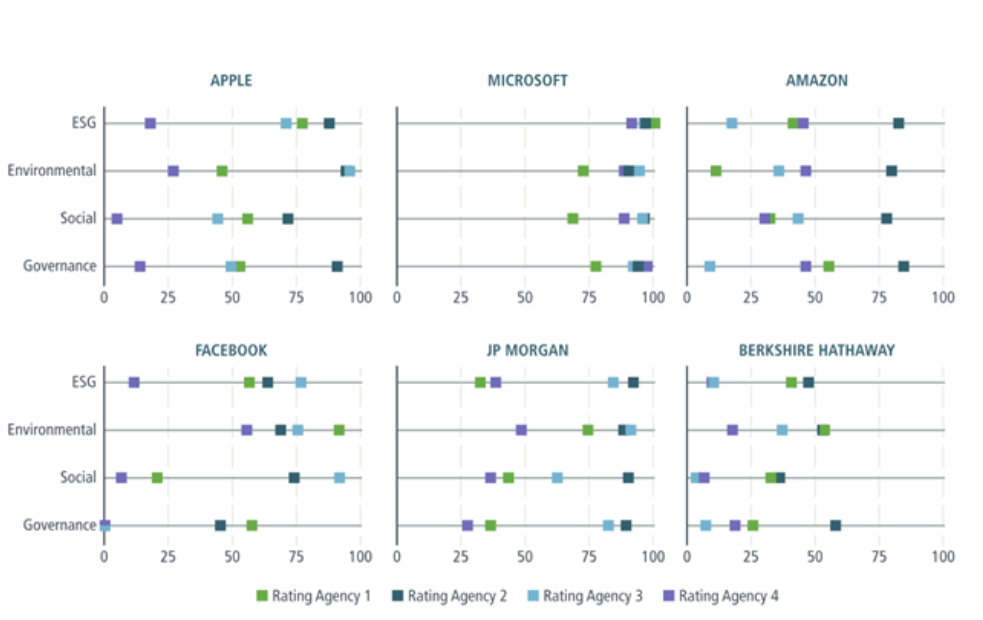 APPLE MICROSOFT AMAZON
ESG
Environmental
Social
Governance
0 25 50 75 100 0 25 50 75 100 0 25 50 75 100
FACEBOOK JP MORGAN BERKSHIRE HATHAWAY
ESG
Environmental
Social
Governance
0 25 50 75 100 0 25 50 75 100 0 25 50 75 100
Rating Agency 1 Rating Agency 2 Rating Agency 3 Rating Agency 4